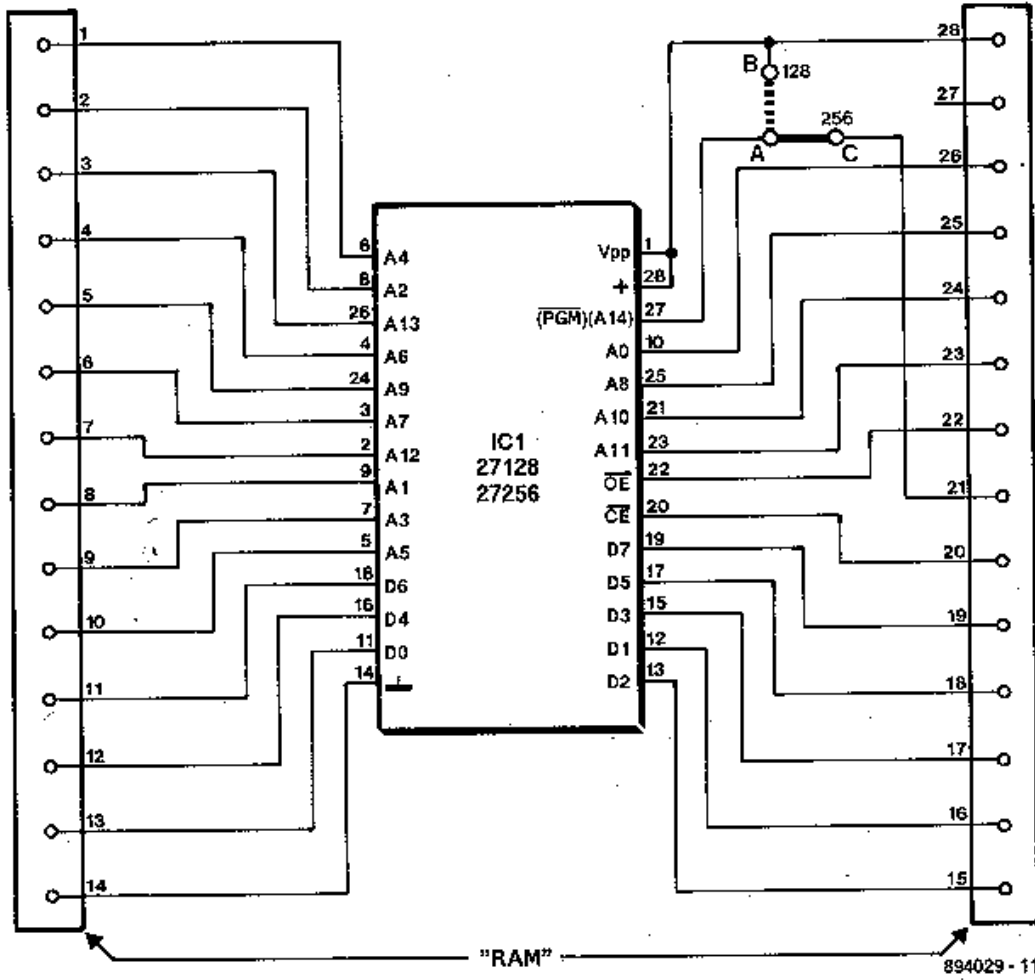 1
2
3
4
5
6
7
8
9
10
11
12
13
14
28
27
26
25
24
23
22
21
20
19
18
17
16
15
B 128
256
A C
6 A4
8 A2
26 A13
4 A6
24 A9
3 A7
2 A12
9 A1
7 A3
5 A5
18 D6
16 D4
11 D0
14
IC1
27128
27256
Vpp 1
+ 28
(PGM)(A14) 27
A0 10
A8 25
A10 21
A11 23
OE 22
CE 20
D7 19
D5 17
D3 15
D1 12
D2 13
"RAM"
894029 - 11